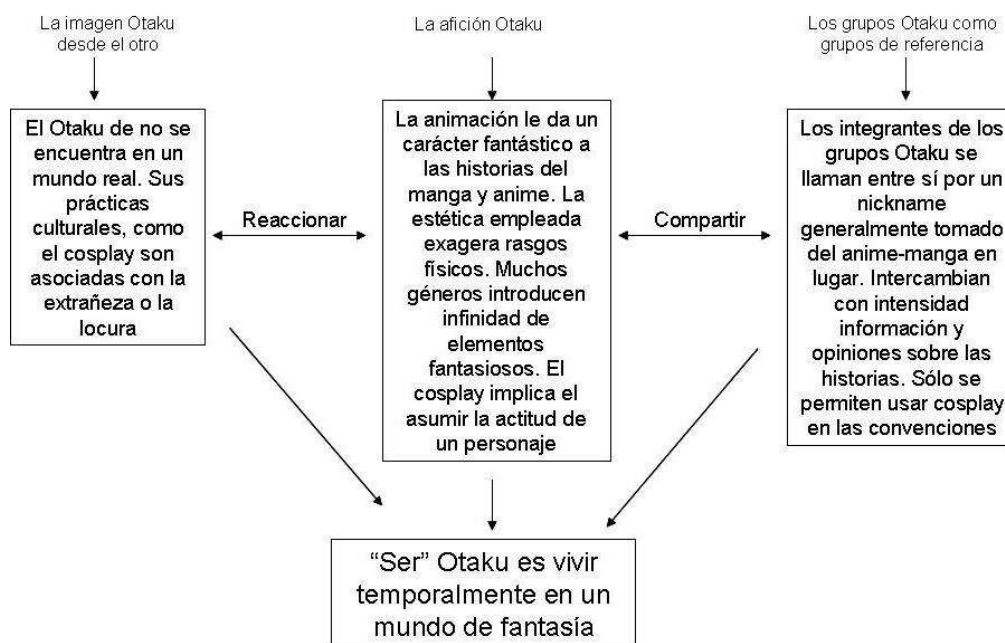 La imagen Otaku
desde el otro
La afición Otaku
Los grupos Otaku como
grupos de referencia
El Otaku de no se
encuentra en un
mundo real. Sus
prácticas
culturales, como
el cosplay son
asociadas con la
extrañeza o la
locura
Reaccionar
La animación le da un
carácter fantástico a
las historias del
manga y anime. La
estética empleada
exagera rasgos
físicos. Muchos
géneros introducen
infinidad de
elementos
fantasiosos. El
cosplay implica el
asumir la actitud de
un personaje
Compartir
Los integrantes de los
grupos Otaku se
llaman entre sí por un
nickname
generalmente tomado
del anime-manga en
lugar. Intercambian
con intensidad
información y
opiniones sobre las
historias. Sólo se
permiten usar cosplay
en las convenciones
“Ser” Otaku es vivir
temporalmente en un
mundo de fantasía